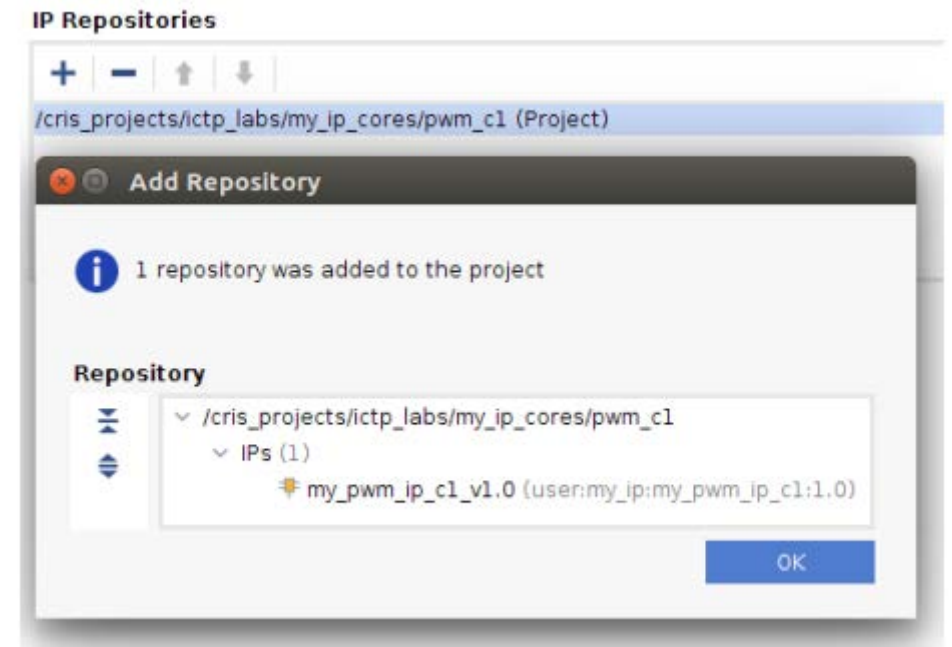 IP Repositories
/cris_projects/ictp_labs/my_ip_cores/pwm_c1 (Project)
Add Repository
1 repository was added to the project
Repository
/cris_projects/ictp_labs/my_ip_cores/pwm_c1
IPs (1)
my_pwm_ip_c1_v1.0 (user:my_ip:my_pwm_ip_c1:1.0)
OK